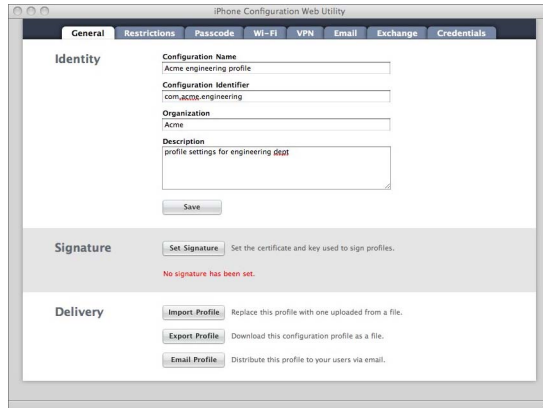 iPhone Configuration Web Utility
General Restrictions Passcode Wi-Fi VPN Email Exchange Credentials
Identity
Configuration Name
Acme engineering profile
Configuration Identifier
com.acme.engineering
Organization
Acme
Description
profile settings for engineering dept
Save
Signature
Set Signature Set the certificate and key used to sign profiles.
No signature has been set.
Delivery
Import Profile Replace this profile with one uploaded from a file.
Export Profile Download this configuration profile as a file.
Email Profile Distribute this profile to your users via email.